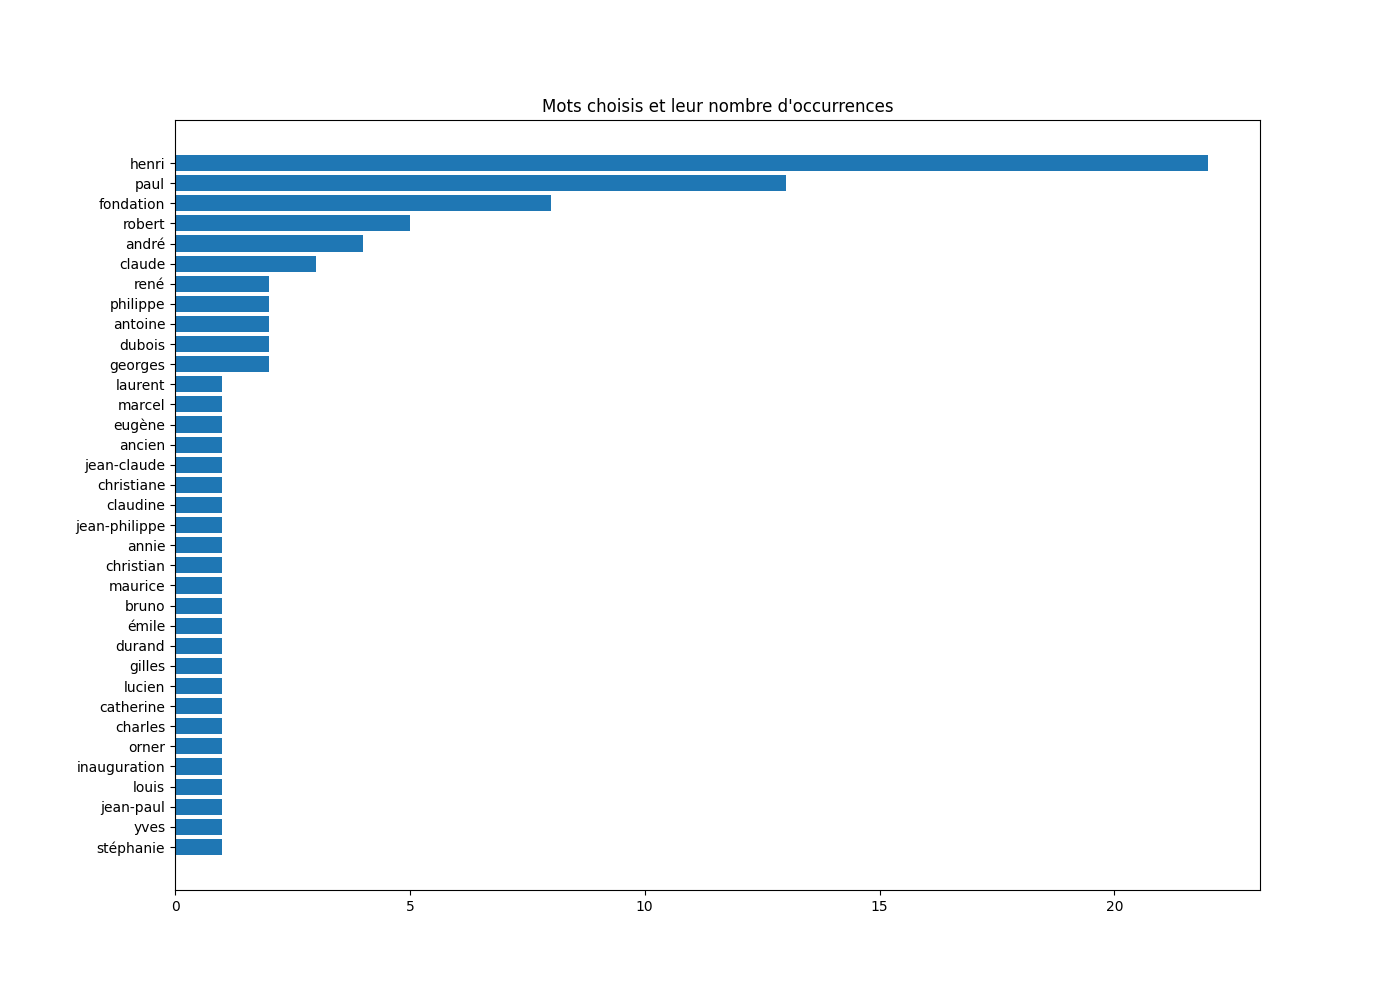 Mots choisis et leur nombre d'occurrences
henri
paul
fondation
robert
andré
claude
rené
philippe
antoine
dubois
georges
laurent
marcel
eugène
ancien
jean-claude
christiane
claudine
jean-philippe
annie
christian
maurice
bruno
émile
durand
gilles
lucien
catherine
charles
orner
inauguration
louis
jean-paul
yves
stéphanie
0 5 10 15 20